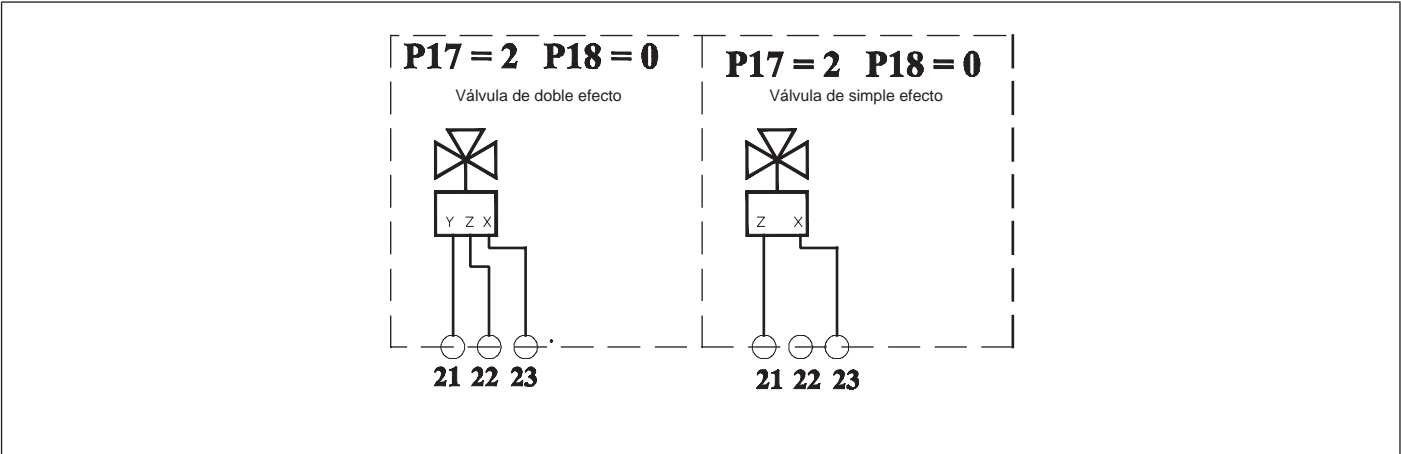 P17 = 2 P18 = 0
Válvula de doble efecto
Y Z X
21 22 23
P17 = 2 P18 = 0
Válvula de simple efecto
Z X
21 22 23